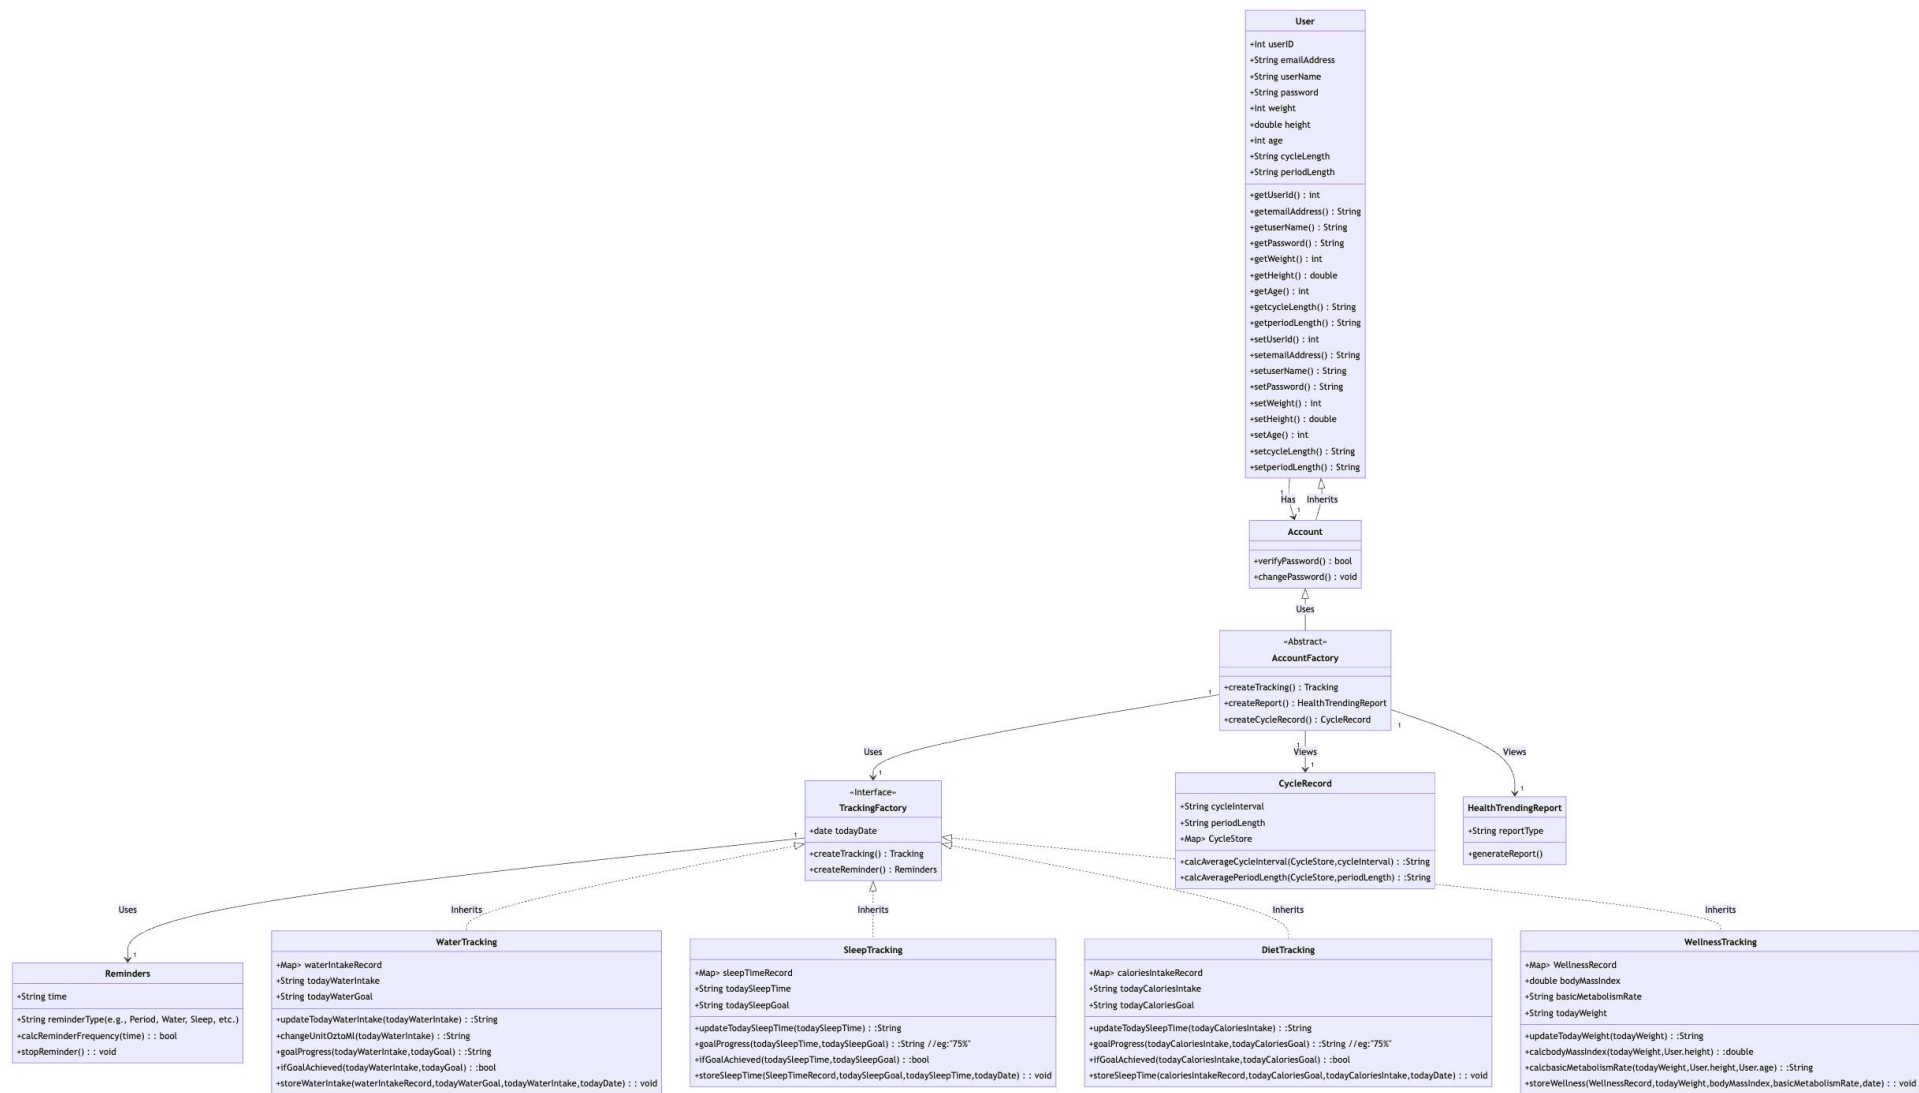 User
+int userID
+String emailAddress
+String userName
+String password
+int weight
+double height
+int age
+String cycleLength
+String periodLength
+getUserId() : int
+getemailAddress() : String
+getuserName() : String
+getPassword() : String
+getWeight() : int
+getHeight() : double
+getAge() : int
+getcycleLength() : String
+getperiodLength() : String
+setUserId() : int
+setemailAddress() : String
+setuserName() : String
+setPassword() : String
+setWeight() : int
+setHeight() : double
+setAge() : int
+setcycleLength() : String
+setperiodLength() : String
1
Has
Inherits
1
Account
+verifyPassword() : bool
+changePassword() : void
Uses
«Abstract»
AccountFactory
+createTracking() : Tracking
+createReport() : HealthTrendingReport
+createCycleRecord() : CycleRecord
1
1
1
Uses
Views
Views
1
1
1
«Interface»
TrackingFactory
+date todayDate
+createTracking() : Tracking
+createReminder() : Reminders
1
CycleRecord
+String cycleInterval
+String periodLength
+Map> CycleStore
+calcAverageCycleInterval(CycleStore,cycleInterval) : :String
+calcAveragePeriodLength(CycleStore,periodLength) : :String
HealthTrendingReport
+String reportType
+generateReport()
Uses
Inherits
Inherits
Inherits
Inherits
1
Reminders
+String time
+String reminderType(e.g., Period, Water, Sleep, etc.)
+calcReminderFrequency(time) : : bool
+stopReminder() : : void
WaterTracking
+Map> waterIntakeRecord
+String todayWaterIntake
+String todayWaterGoal
+updateTodayWaterIntake(todayWaterIntake) : :String
+changeUnitOztoMl(todayWaterIntake) : :String
+goalProgress(todayWaterIntake,todayGoal) : :String
+ifGoalAchieved(todayWaterIntake,todayGoal) : :bool
+storeWaterIntake(waterIntakeRecord,todayWaterGoal,todayWaterIntake,todayDate) : : void
SleepTracking
+Map> sleepTimeRecord
+String todaySleepTime
+String todaySleepGoal
+updateTodaySleepTime(todaySleepTime) : :String
+goalProgress(todaySleepTime,todaySleepGoal) : :String //eg:"75%"
+ifGoalAchieved(todaySleepTime,todaySleepGoal) : :bool
+storeSleepTime(SleepTimeRecord,todaySleepGoal,todaySleepTime,todayDate) : : void
DietTracking
+Map> caloriesIntakeRecord
+String todayCaloriesIntake
+String todayCaloriesGoal
+updateTodaySleepTime(todayCaloriesIntake) : :String
+goalProgress(todayCaloriesIntake,todayCaloriesGoal) : :String //eg:"75%"
+ifGoalAchieved(todayCaloriesIntake,todayCaloriesGoal) : :bool
+storeSleepTime(caloriesIntakeRecord,todayCaloriesGoal,todayCaloriesIntake,todayDate) : : void
WellnessTracking
+Map> WellnessRecord
+double bodyMassIndex
+String basicMetabolismRate
+String todayWeight
+updateTodayWeight(todayWeight) : :String
+calcbodyMassIndex(todayWeight,User.height) : :double
+calcbasicMetabolismRate(todayWeight,User.height,User.age) : :String
+storeWellness(WellnessRecord,todayWeight,bodyMassIndex,basicMetabolismRate,date) : : void